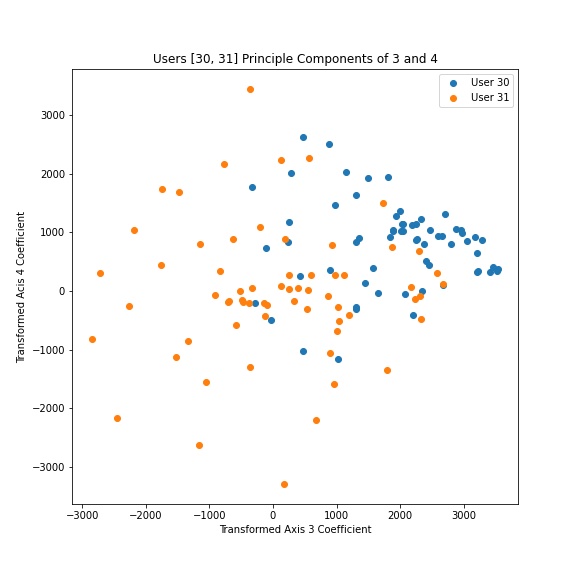 Users [30, 31] Principle Components of 3 and 4
User 30
User 31
Transformed Acis 4 Coefficient
3000
2000
1000
0
−1000
−2000
−3000
−3000 −2000 −1000 0 1000 2000 3000
Transformed Axis 3 Coefficient